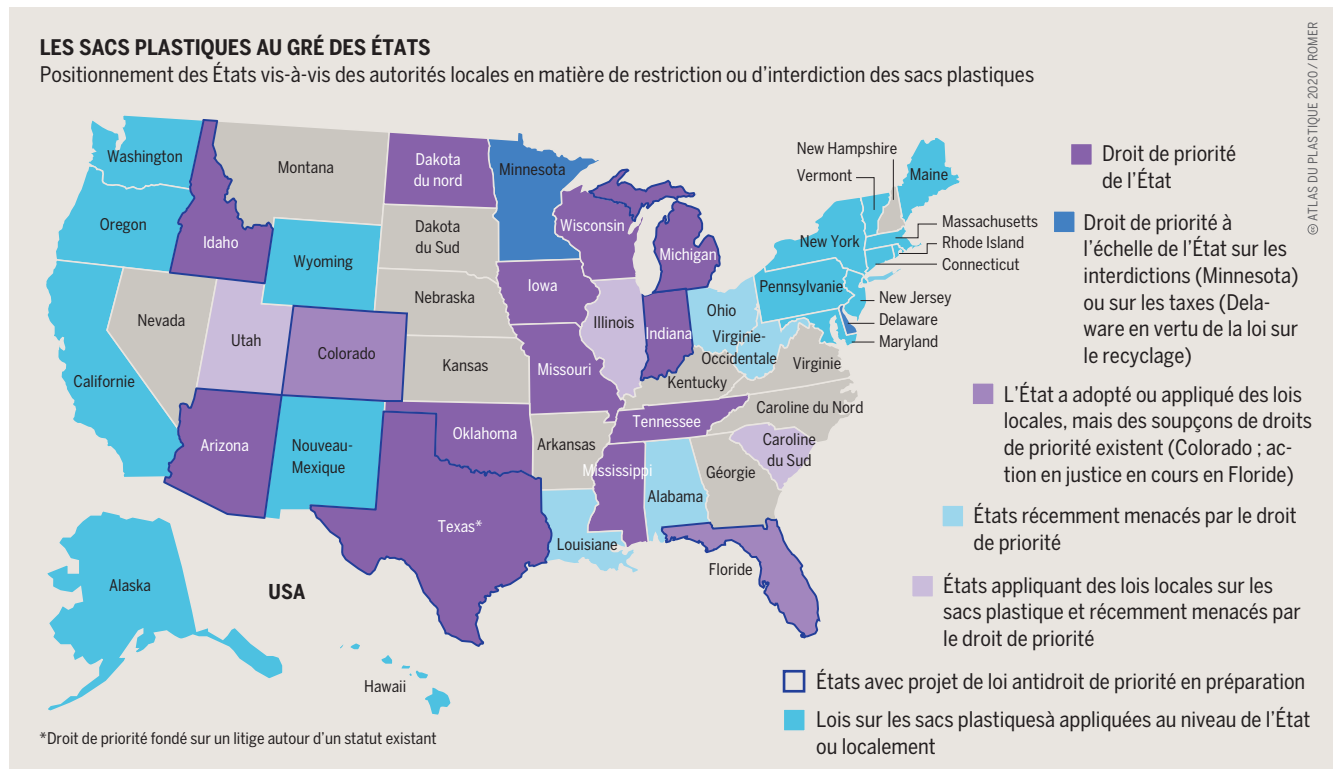 LES SACS PLASTIQUES AU GRÉ DES ÉTATS
Positionnement des États vis-à-vis des autorités locales en matière de restriction ou d’interdiction des sacs plastiques
© ATLAS DU PLASTIQUE 2020 / ROMER
Washington
Oregon
Californie
Idaho
Nevada
Montana
Wyoming
Utah
Colorado
Arizona
Nouveau-
Mexique
Dakota
du nord
Dakota
du Sud
Nebraska
Kansas
Oklahoma
Texas*
Minnesota
Iowa
Missouri
Arkansas
Louisiane
Wisconsin
Illinois
Michigan
Indiana
Ohio
Kentucky
Tennessee
Mississippi
Alabama
Géorgie
Floride
Caroline
du Sud
Caroline du Nord
Virginie
Virginie-
Occidentale
Pennsylvanie
New York
New Hampshire
Vermont
Maine
Massachusetts
Rhode Island
Connecticut
New Jersey
Delaware
Maryland
Alaska
USA
Hawaii
Droit de priorité
de l’État
Droit de priorité à
l’échelle de l’État sur les
interdictions (Minnesota)
ou sur les taxes (Dela-
ware en vertu de la loi sur
le recyclage)
L’État a adopté ou appliqué des lois
locales, mais des soupçons de droits
de priorité existent (Colorado ; ac-
tion en justice en cours en Floride)
États récemment menacés par le droit
de priorité
États appliquant des lois locales sur les
sacs plastique et récemment menacés par
le droit de priorité
États avec projet de loi antidroit de priorité en préparation
Lois sur les sacs plastiquesà appliquées au niveau de l’État
ou localement
*Droit de priorité fondé sur un litige autour d’un statut existant